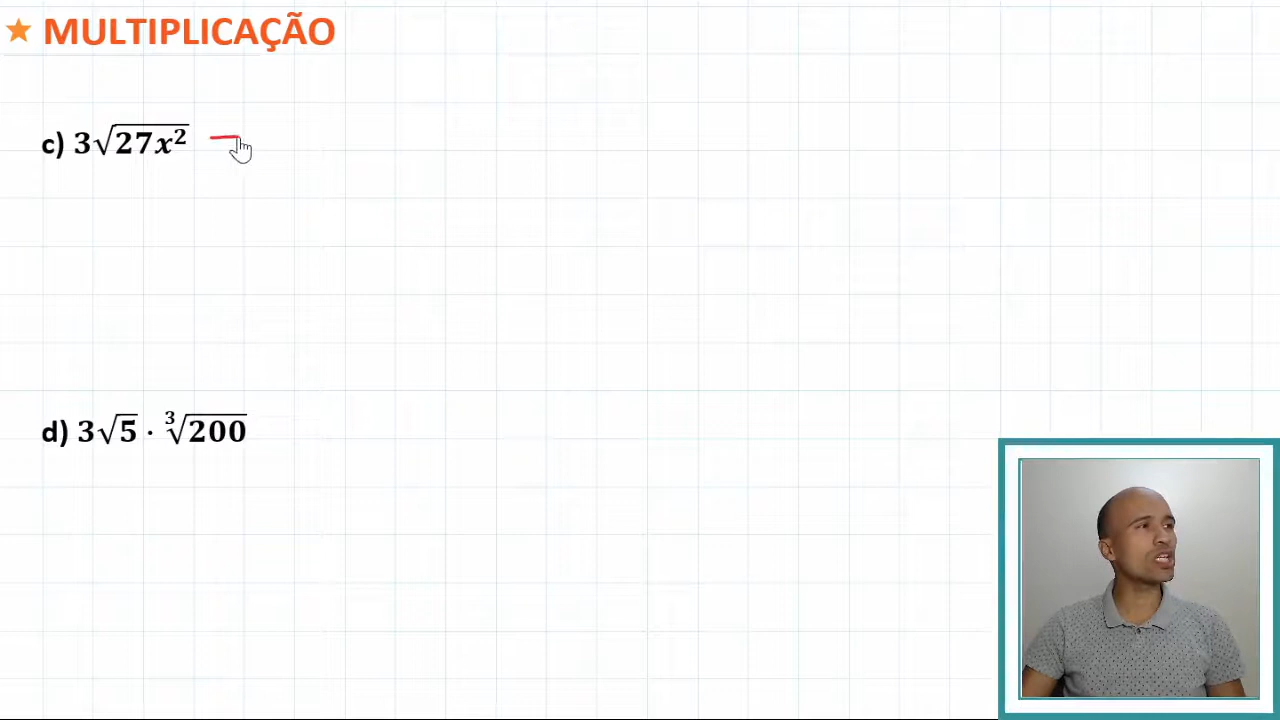 MULTIPLICAÇÃO
c) 3√27x²
d) 3√5 · ∛200